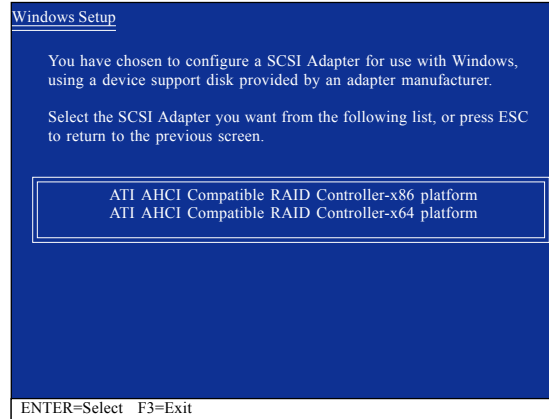 Windows Setup
You have chosen to configure a SCSI Adapter for use with Windows,
using a device support disk provided by an adapter manufacturer.
Select the SCSI Adapter you want from the following list, or press ESC
to return to the previous screen.
ATI AHCI Compatible RAID Controller-x86 platform
ATI AHCI Compatible RAID Controller-x64 platform
ENTER=Select F3=Exit